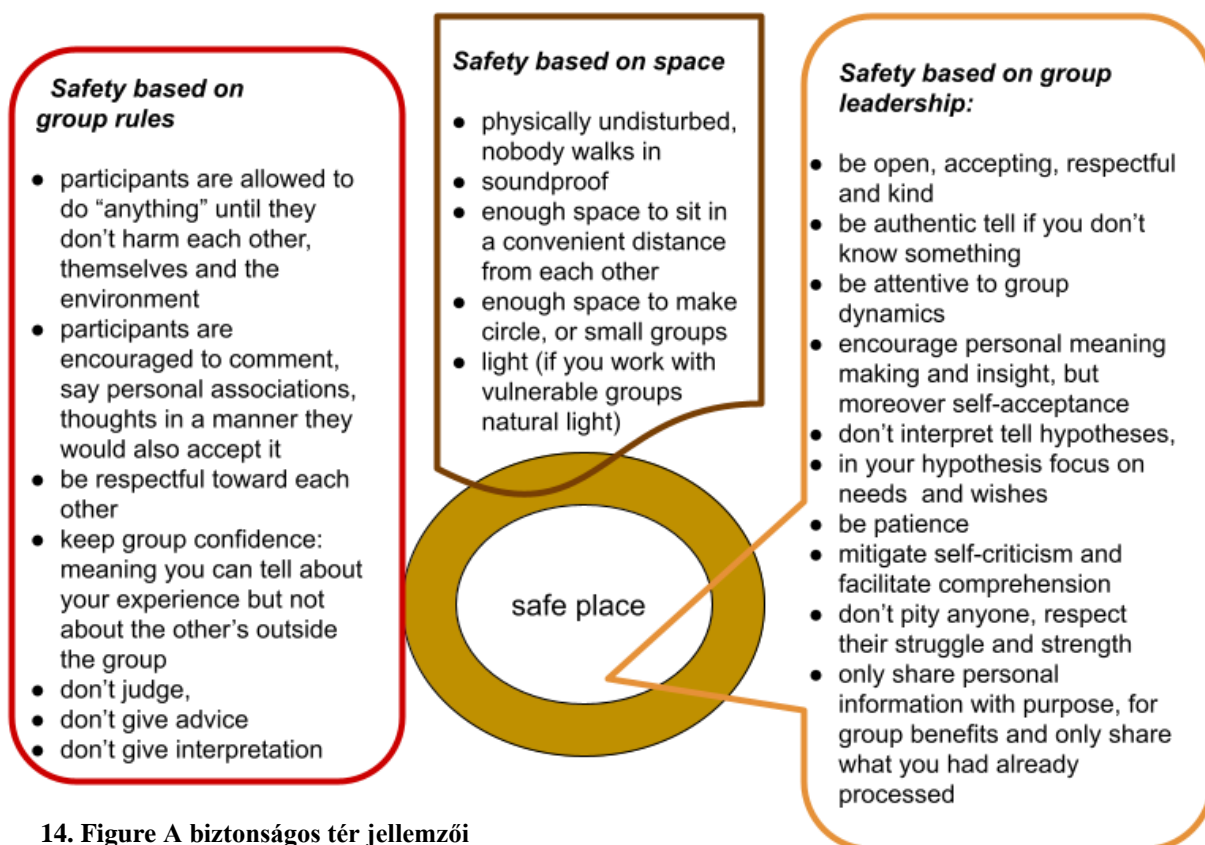 Safety based on
group rules
● participants are allowed to
do “anything” until they
don’t harm each other,
themselves and the
environment
● participants are
encouraged to comment,
say personal associations,
thoughts in a manner they
would also accept it
● be respectful toward each
other
● keep group confidence:
meaning you can tell about
your experience but not
about the other’s outside
the group
● don’t judge,
● don’t give advice
● don’t give interpretation
Safety based on space
● physically undisturbed,
nobody walks in
● soundproof
● enough space to sit in
a convenient distance
from each other
● enough space to make
circle, or small groups
● light (if you work with
vulnerable groups
natural light)
safe place
Safety based on group
leadership:
● be open, accepting, respectful
and kind
● be authentic tell if you don’t
know something
● be attentive to group
dynamics
● encourage personal meaning
making and insight, but
moreover self-acceptance
● don’t interpret tell hypotheses,
● in your hypothesis focus on
needs and wishes
● be patience
● mitigate self-criticism and
facilitate comprehension
● don’t pity anyone, respect
their struggle and strength
● only share personal
information with purpose, for
group benefits and only share
what you had already
processed
14. Figure A biztonságos tér jellemzői